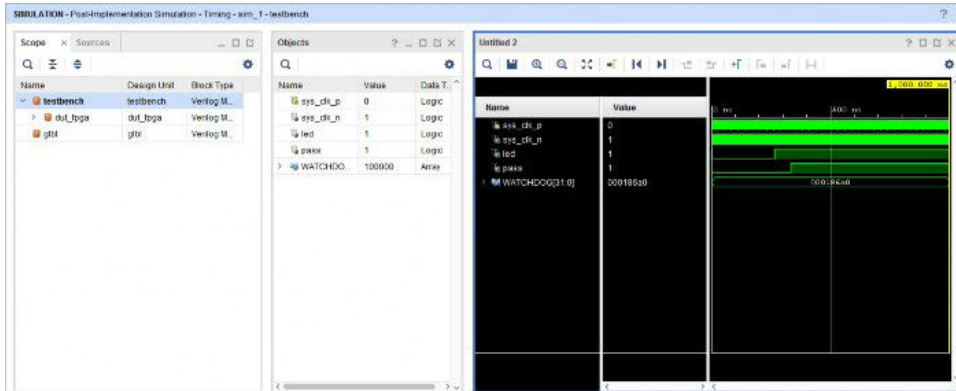 SIMULATION - Post-Implementation Simulation - Timing - sim_1 - testbench
Scope
Sources
Name Design Unit Block Type
testbench testbench Verilog M...
dut_fpga dut_fpga Verilog M...
glbl glbl Verilog M...
Objects
Name Value Data T...
sys_clk_p 0 Logic
sys_clk_n 1 Logic
led 1 Logic
pass 1 Logic
WATCHDO... 100000 Array
Untitled 2
1,000.000 ns
Name Value
0 ns
sys_clk_p 0
sys_clk_n 1
led 1
pass 1
WATCHDOG[31:0] 000186a0 000186a0